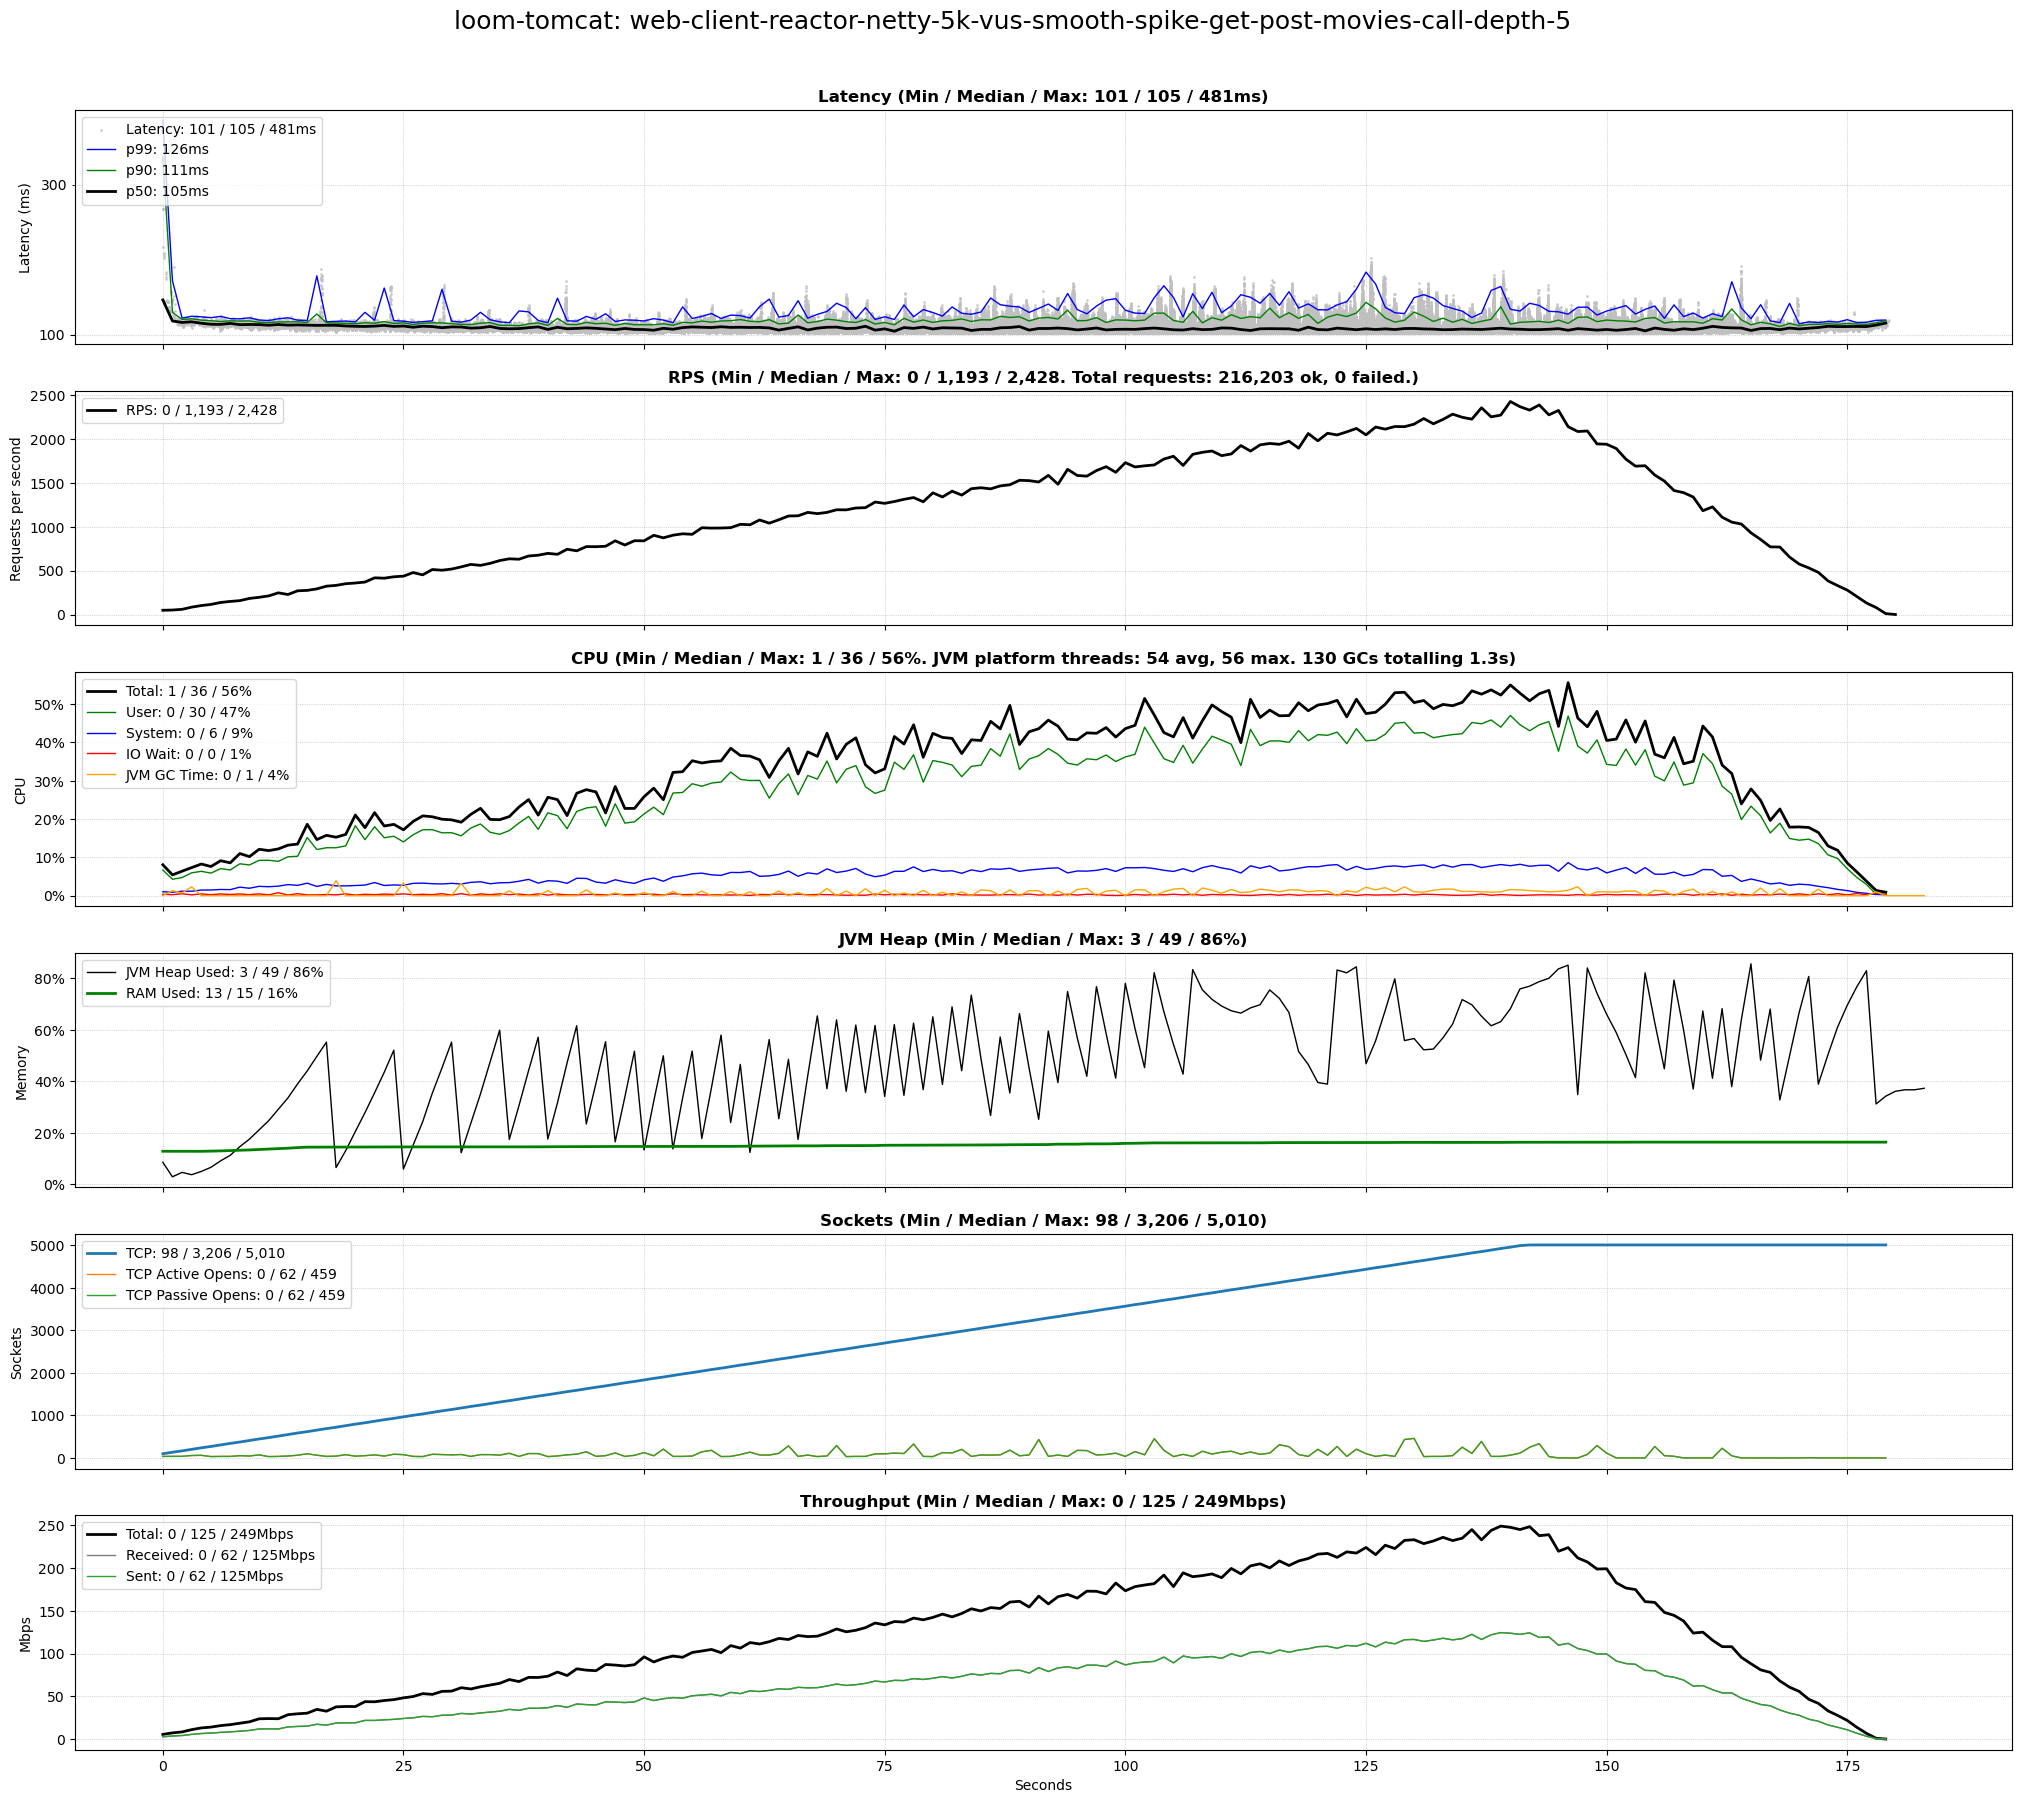 loom-tomcat: web-client-reactor-netty-5k-vus-smooth-spike-get-post-movies-call-depth-5
Latency (Min / Median / Max: 101 / 105 / 481ms)
Latency: 101 / 105 / 481ms
p99: 126ms
p90: 111ms
p50: 105ms
Latency (ms)
300
100
RPS (Min / Median / Max: 0 / 1,193 / 2,428. Total requests: 216,203 ok, 0 failed.)
RPS: 0 / 1,193 / 2,428
Requests per second
2500
2000
1500
1000
500
0
CPU (Min / Median / Max: 1 / 36 / 56%. JVM platform threads: 54 avg, 56 max. 130 GCs totalling 1.3s)
Total: 1 / 36 / 56%
User: 0 / 30 / 47%
System: 0 / 6 / 9%
IO Wait: 0 / 0 / 1%
JVM GC Time: 0 / 1 / 4%
CPU
50%
40%
30%
20%
10%
0%
JVM Heap (Min / Median / Max: 3 / 49 / 86%)
JVM Heap Used: 3 / 49 / 86%
RAM Used: 13 / 15 / 16%
Memory
80%
60%
40%
20%
0%
Sockets (Min / Median / Max: 98 / 3,206 / 5,010)
TCP: 98 / 3,206 / 5,010
TCP Active Opens: 0 / 62 / 459
TCP Passive Opens: 0 / 62 / 459
Sockets
5000
4000
3000
2000
1000
0
Throughput (Min / Median / Max: 0 / 125 / 249Mbps)
Total: 0 / 125 / 249Mbps
Received: 0 / 62 / 125Mbps
Sent: 0 / 62 / 125Mbps
Mbps
250
200
150
100
50
0
0 25 50 75 100 125 150 175
Seconds